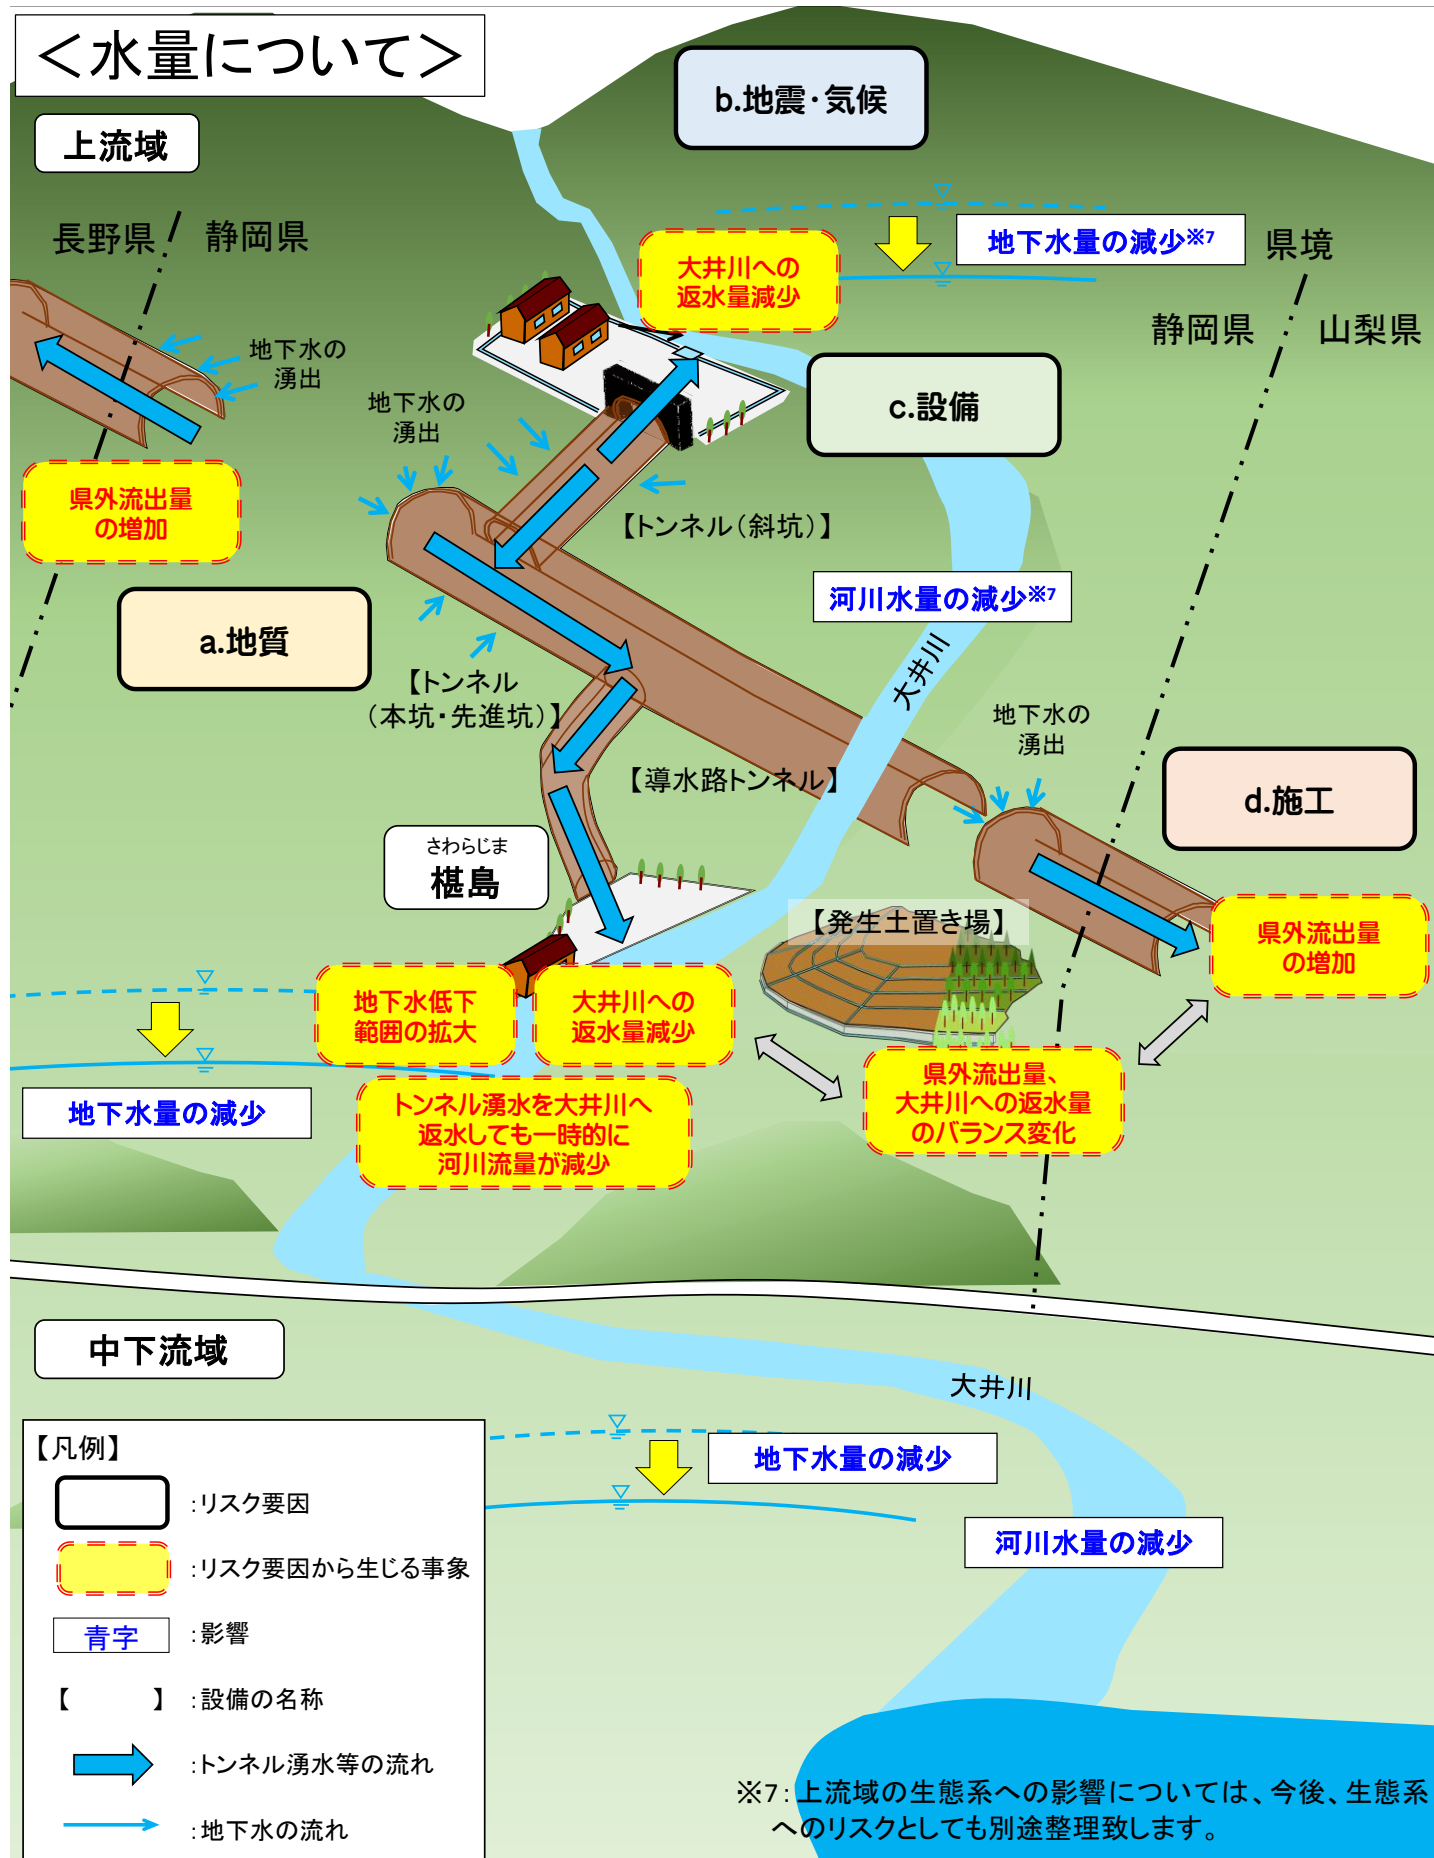 ＜水量について＞
b.地震・気候
上流域
長野県
静岡県
大井川への
返水量減少
地下水量の減少※7
県境
静岡県
山梨県
地下水の
湧出
地下水の
湧出
c.設備
県外流出量
の増加
【トンネル（斜坑）】
河川水量の減少※7
a.地質
大井川
【トンネル
（本坑・先進坑）】
地下水の
湧出
【導水路トンネル】
d.施工
さわらじま
椹島
【発生土置き場】
県外流出量
の増加
地下水低下
範囲の拡大
大井川への
返水量減少
地下水量の減少
トンネル湧水を大井川へ
返水しても一時的に
河川流量が減少
県外流出量、
大井川への返水量
のバランス変化
中下流域
大井川
地下水量の減少
河川水量の減少
【凡例】
：リスク要因
：リスク要因から生じる事象
青字 ：影響
【　　】 ：設備の名称
：トンネル湧水等の流れ
：地下水の流れ
※7：上流域の生態系への影響については、今後、生態系
へのリスクとしても別途整理致します。